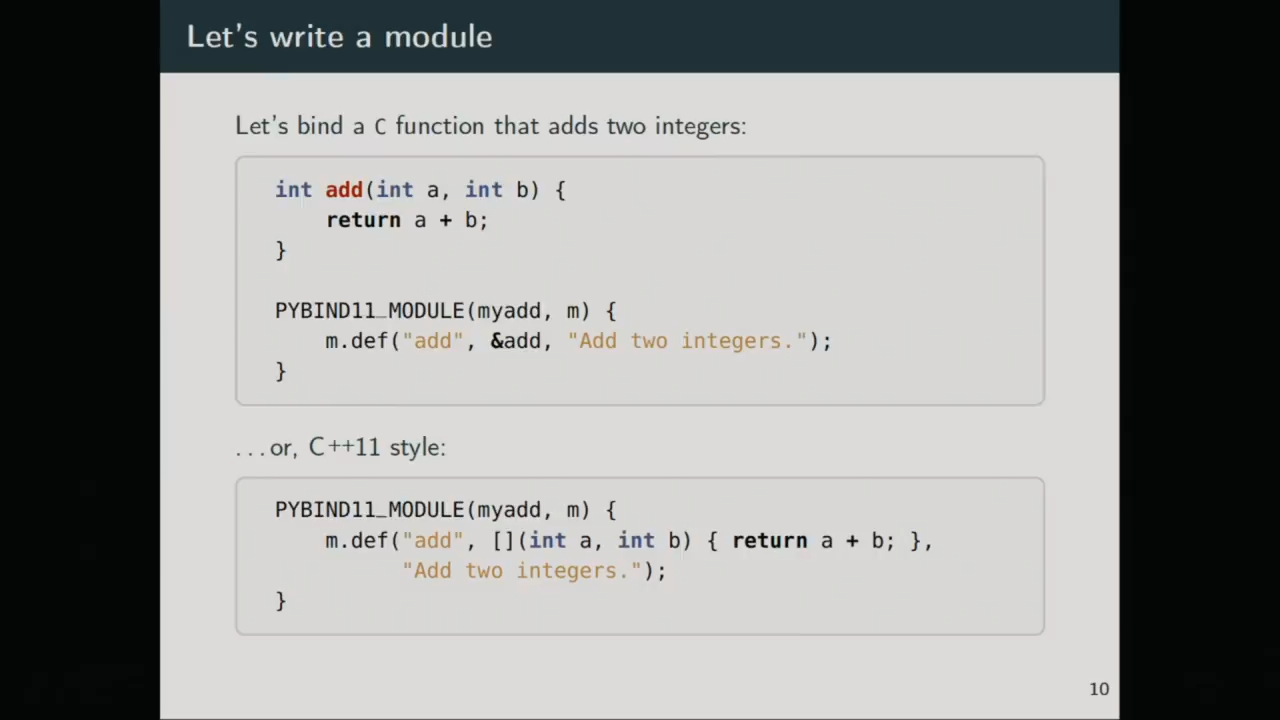 Let's write a module
Let's bind a C function that adds two integers:
int add(int a, int b) {
    return a + b;
}
PYBIND11_MODULE(myadd, m) {
    m.def("add", &add, "Add two integers.");
}
...or, C++11 style:
PYBIND11_MODULE(myadd, m) {
    m.def("add", [](int a, int b) { return a + b; },
          "Add two integers.");
}
10